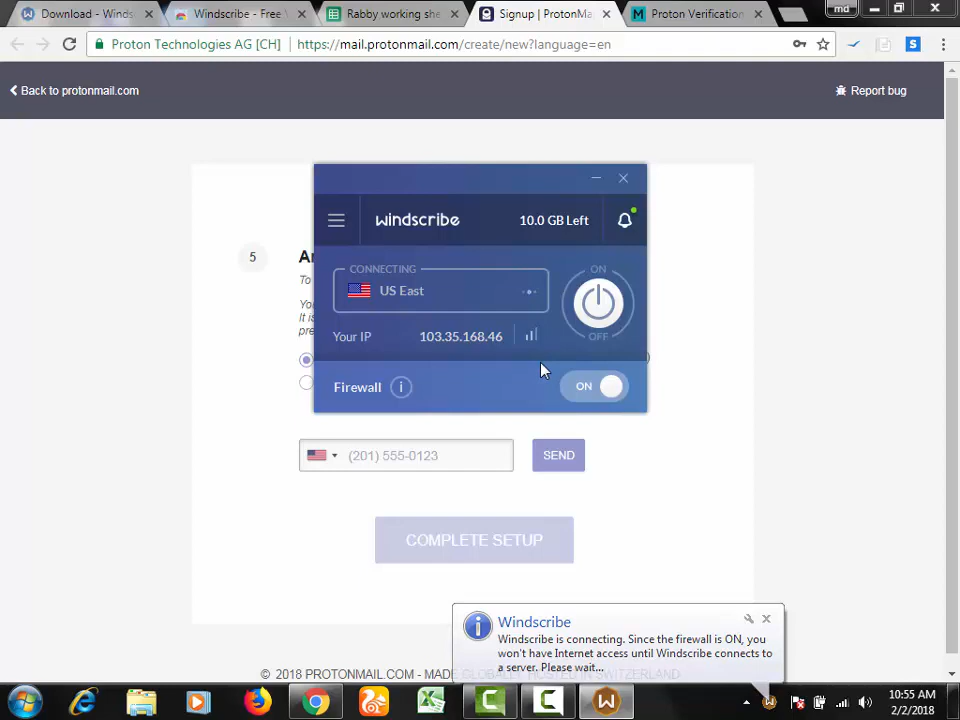 Download - Winds
Windscribe - Free
Rabby working she
Signup | ProtonMa
Proton Verification
md
Proton Technologies AG [CH]
https://mail.protonmail.com/create/new?language=en
Back to protonmail.com
Report bug
windscribe
10.0 GB Left
5
CONNECTING
ON
US East
OFF
Your IP
103.35.168.46
Firewall
i
ON
(201) 555-0123
SEND
COMPLETE SETUP
Windscribe
Windscribe is connecting. Since the firewall is ON, you
won't have Internet access until Windscribe connects to
a server. Please wait...
© 2018 PROTONMAIL.COM - MADE GLOBALLY. HOSTED IN SWITZERLAND
10:55 AM
2/2/2018